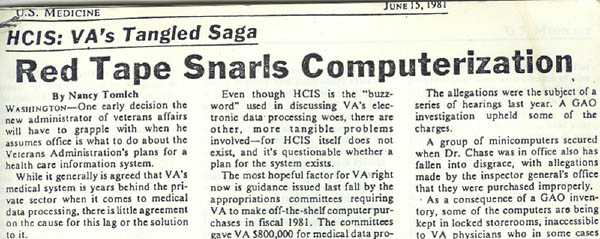 U.S. MEDICINE
JUNE 15, 1981
HCIS: VA's Tangled Saga
Red Tape Snarls Computerization
By Nancy Tomich
WASHINGTON—One early decision the
new administrator of veterans affairs
will have to grapple with when he
assumes office is what to do about the
Veterans Administration's plans for a
health care information system.
While it generally is agreed that VA's
medical system is years behind the pri-
vate sector when it comes to medical
data processing, there is little agreement
on the cause for this lag or the solution
to it.
Even though HCIS is the "buzz-
word" used in discussing VA's elec-
tronic data processing woes, there are
other, more tangible problems
involved—for HCIS itself does not
exist, and it's questionable whether a
plan for the system exists.
The most hopeful factor for VA right
now is guidance issued last fall by the
appropriations committees requiring
VA to make off-the-shelf computer pur-
chases in fiscal 1981. The committees
gave VA $800,000 for medical data pro-
The allegations were the subject of a
series of hearings last year. A GAO
investigation upheld some of the
charges.
A group of minicomputers secured
when Dr. Chase was in office also has
fallen into disgrace, with allegations
made by the inspector general's office
that they were purchased improperly.
As a consequence of a GAO inven-
tory, some of the computers are being
kept in locked storerooms, inaccessible
to VA physicians who in some cases